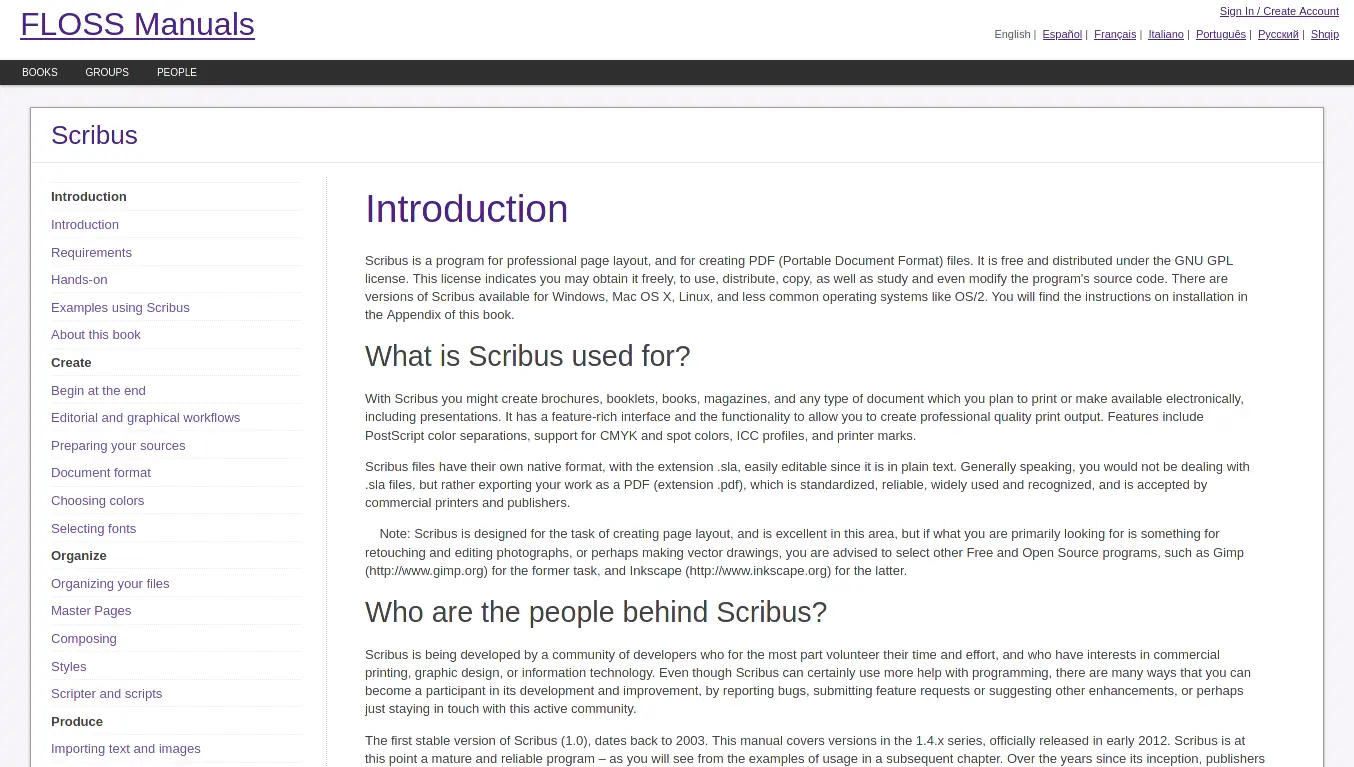 FLOSS Manuals
Sign In / Create Account
English | Español | Français | Italiano | Português | Русский | Shqip
BOOKS GROUPS PEOPLE
Scribus
Introduction
Introduction
Requirements
Hands-on
Examples using Scribus
About this book
Create
Begin at the end
Editorial and graphical workflows
Preparing your sources
Document format
Choosing colors
Selecting fonts
Organize
Organizing your files
Master Pages
Composing
Styles
Scripter and scripts
Produce
Importing text and images
Introduction
Scribus is a program for professional page layout, and for creating PDF (Portable Document Format) files. It is free and distributed under the GNU GPL
license. This license indicates you may obtain it freely, to use, distribute, copy, as well as study and even modify the program's source code. There are
versions of Scribus available for Windows, Mac OS X, Linux, and less common operating systems like OS/2. You will find the instructions on installation in
the Appendix of this book.
What is Scribus used for?
With Scribus you might create brochures, booklets, books, magazines, and any type of document which you plan to print or make available electronically,
including presentations. It has a feature-rich interface and the functionality to allow you to create professional quality print output. Features include
PostScript color separations, support for CMYK and spot colors, ICC profiles, and printer marks.
Scribus files have their own native format, with the extension .sla, easily editable since it is in plain text. Generally speaking, you would not be dealing with
.sla files, but rather exporting your work as a PDF (extension .pdf), which is standardized, reliable, widely used and recognized, and is accepted by
commercial printers and publishers.
Note: Scribus is designed for the task of creating page layout, and is excellent in this area, but if what you are primarily looking for is something for
retouching and editing photographs, or perhaps making vector drawings, you are advised to select other Free and Open Source programs, such as Gimp
(http://www.gimp.org) for the former task, and Inkscape (http://www.inkscape.org) for the latter.
Who are the people behind Scribus?
Scribus is being developed by a community of developers who for the most part volunteer their time and effort, and who have interests in commercial
printing, graphic design, or information technology. Even though Scribus can certainly use more help with programming, there are many ways that you can
become a participant in its development and improvement, by reporting bugs, submitting feature requests or suggesting other enhancements, or perhaps
just staying in touch with this active community.
The first stable version of Scribus (1.0), dates back to 2003. This manual covers versions in the 1.4.x series, officially released in early 2012. Scribus is at
this point a mature and reliable program – as you will see from the examples of usage in a subsequent chapter. Over the years since its inception, publishers